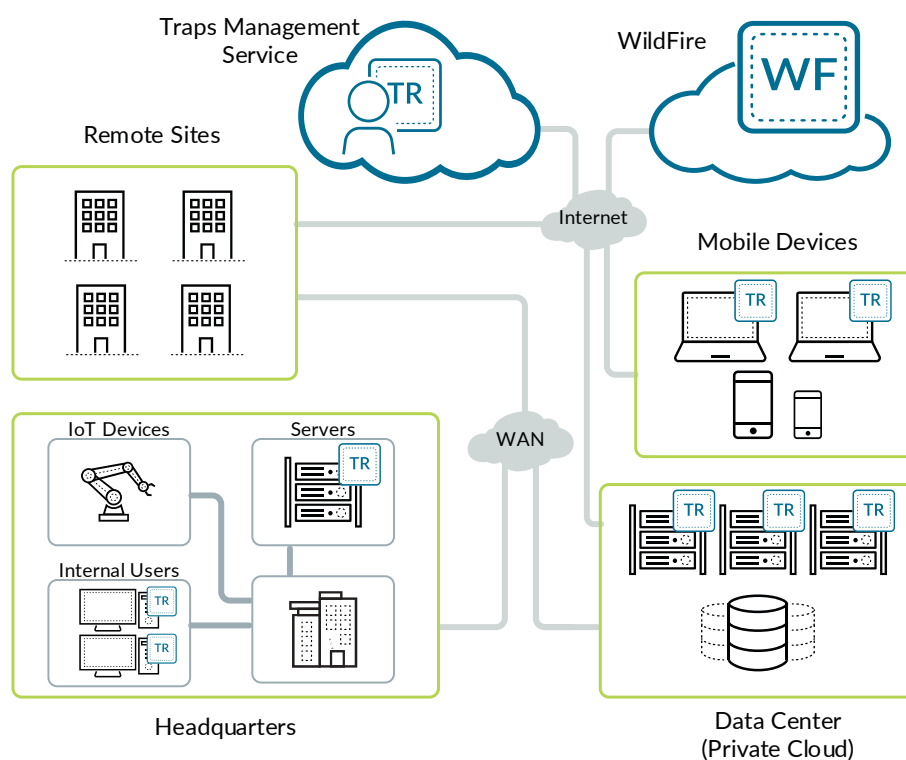 Traps Management
Service
TR
WildFire
WF
Remote Sites
Internet
Mobile Devices
TR
TR
IoT Devices
Servers
TR
WAN
Internal Users
TR
TR
TR
TR
TR
Headquarters
Data Center
(Private Cloud)